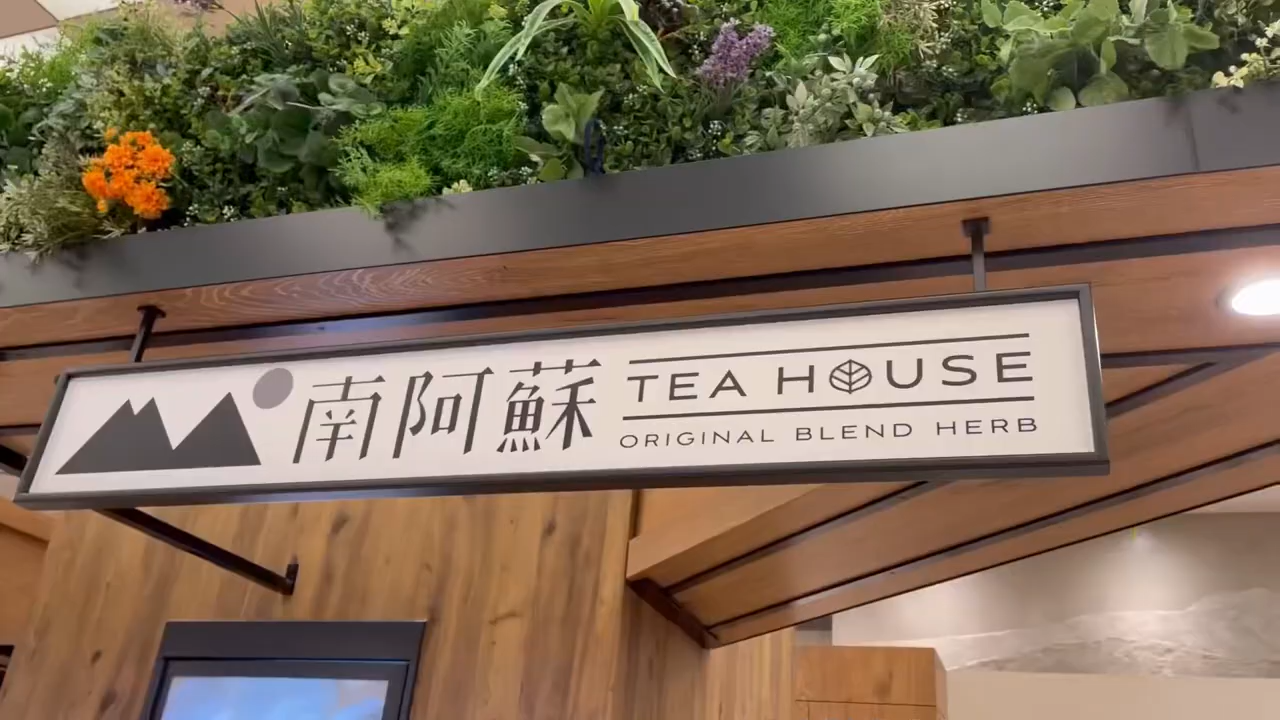 南阿蘇
TEA HOUSE
ORIGINAL BLEND HERB